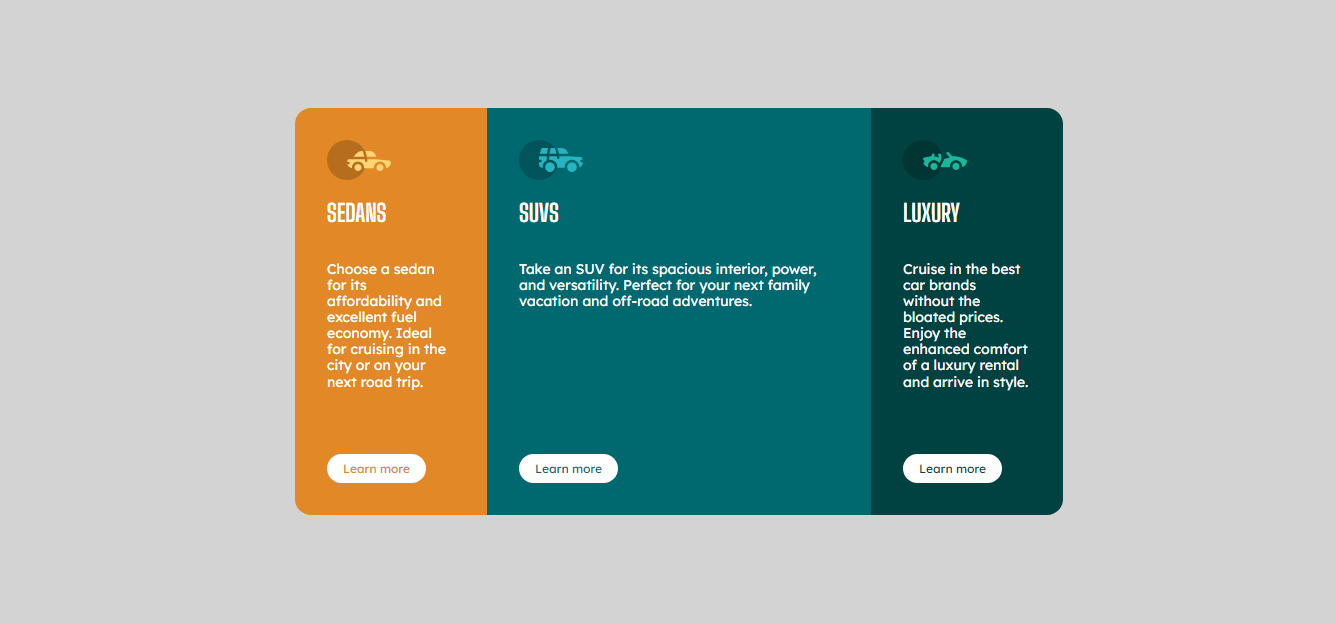 SEDANS
Choose a sedan
for its
affordability and
excellent fuel
economy. Ideal
for cruising in the
city or on your
next road trip.
Learn more
SUVS
Take an SUV for its spacious interior, power,
and versatility. Perfect for your next family
vacation and off-road adventures.
Learn more
LUXURY
Cruise in the best
car brands
without the
bloated prices.
Enjoy the
enhanced comfort
of a luxury rental
and arrive in style.
Learn more